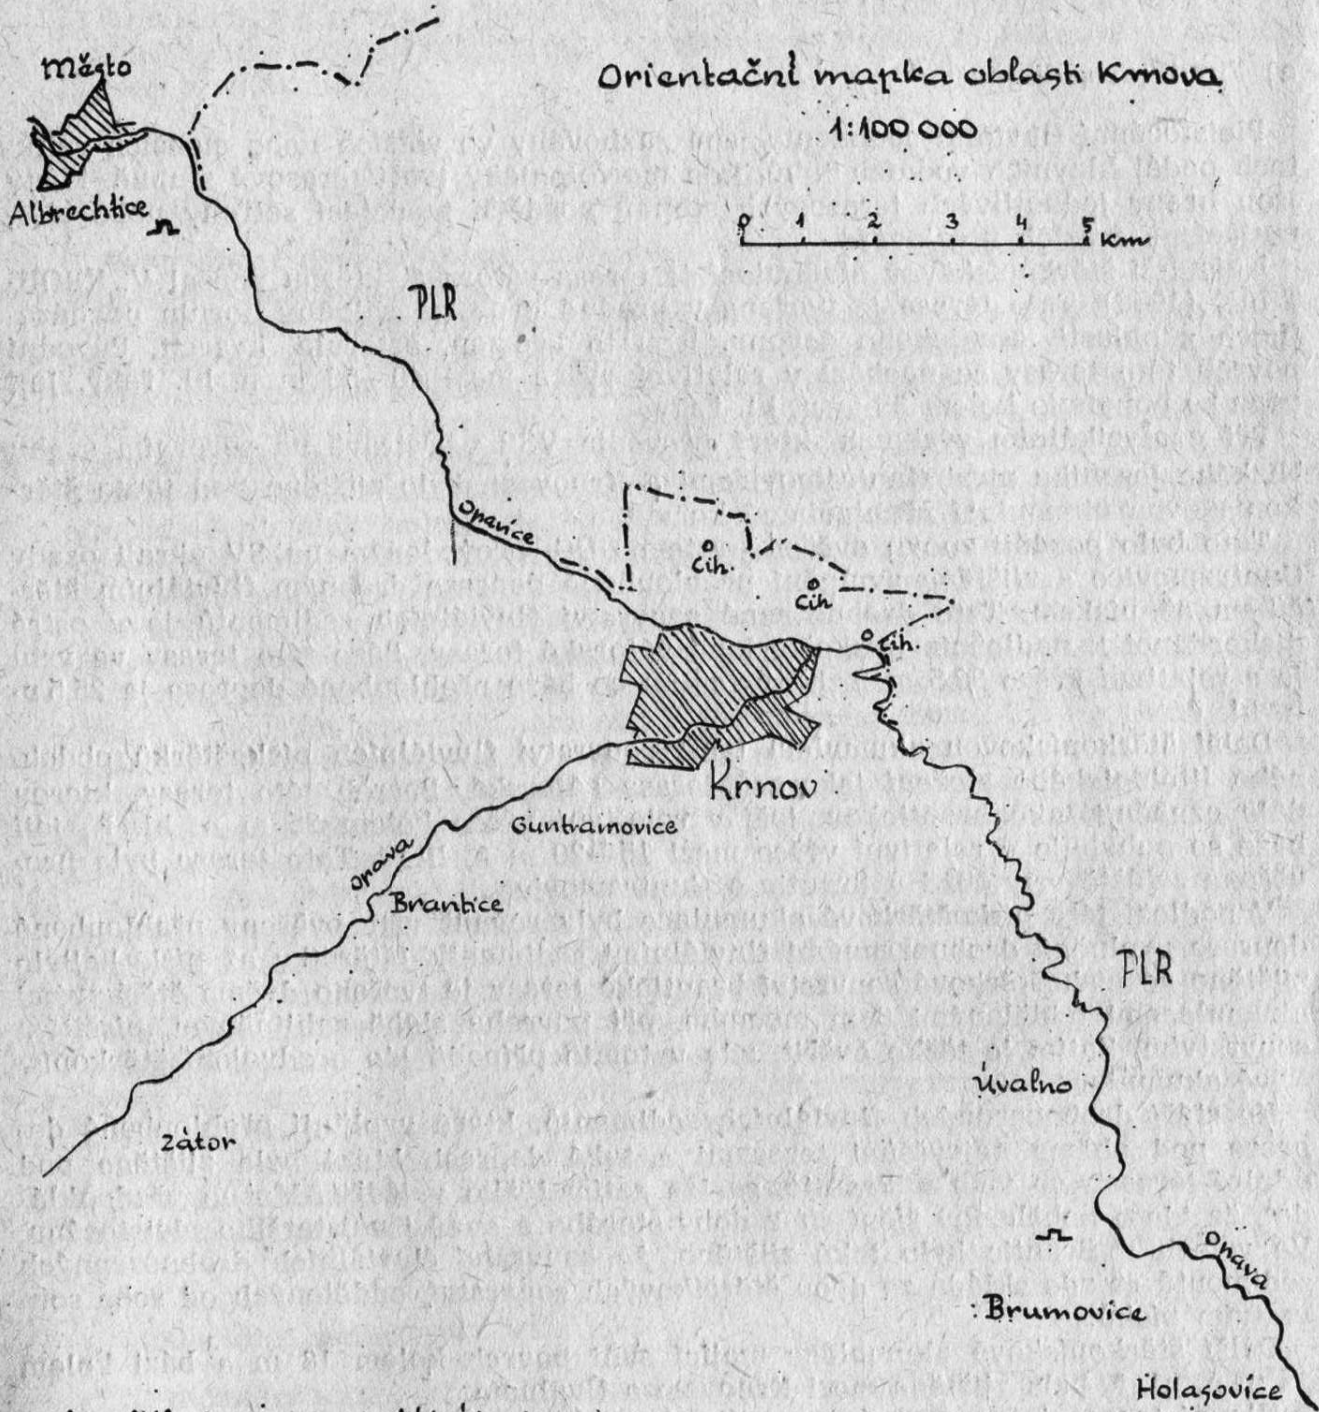 Město
Albrechtice
Orientační mapka oblasti Krnova
1:100 000
0 1 2 3 4 5 km
PLR
Opavice
Cih.
Cih
Cih.
Krnov
Guntramovice
Opava
Brantice
PLR
Úvalno
Zátor
Opava
Brumovice
Holasovice